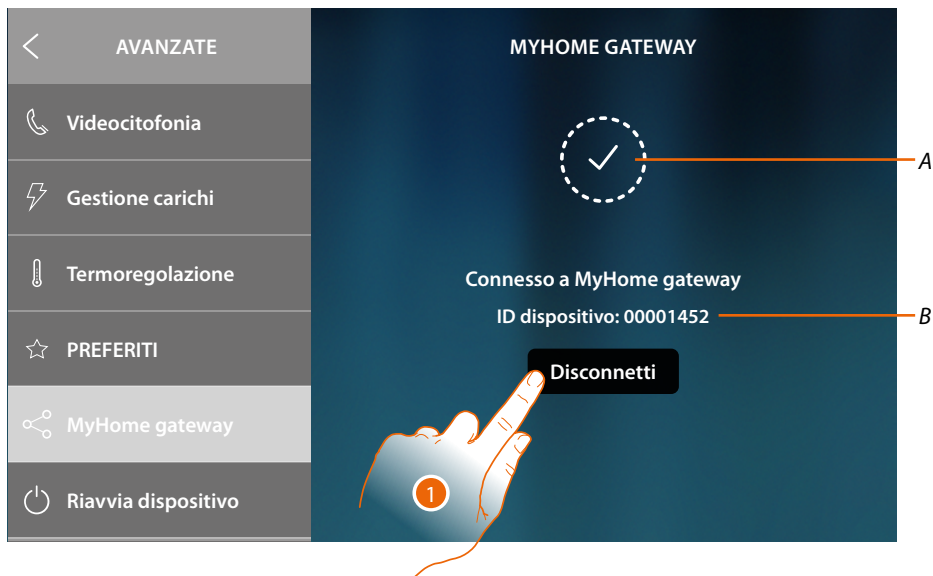 AVANZATE
Videocitofonia
Gestione carichi
Termoregolazione
PREFERITI
MyHome gateway
Riavvia dispositivo
MYHOME GATEWAY
A
Connesso a MyHome gateway
ID dispositivo: 00001452
B
Disconnetti
1